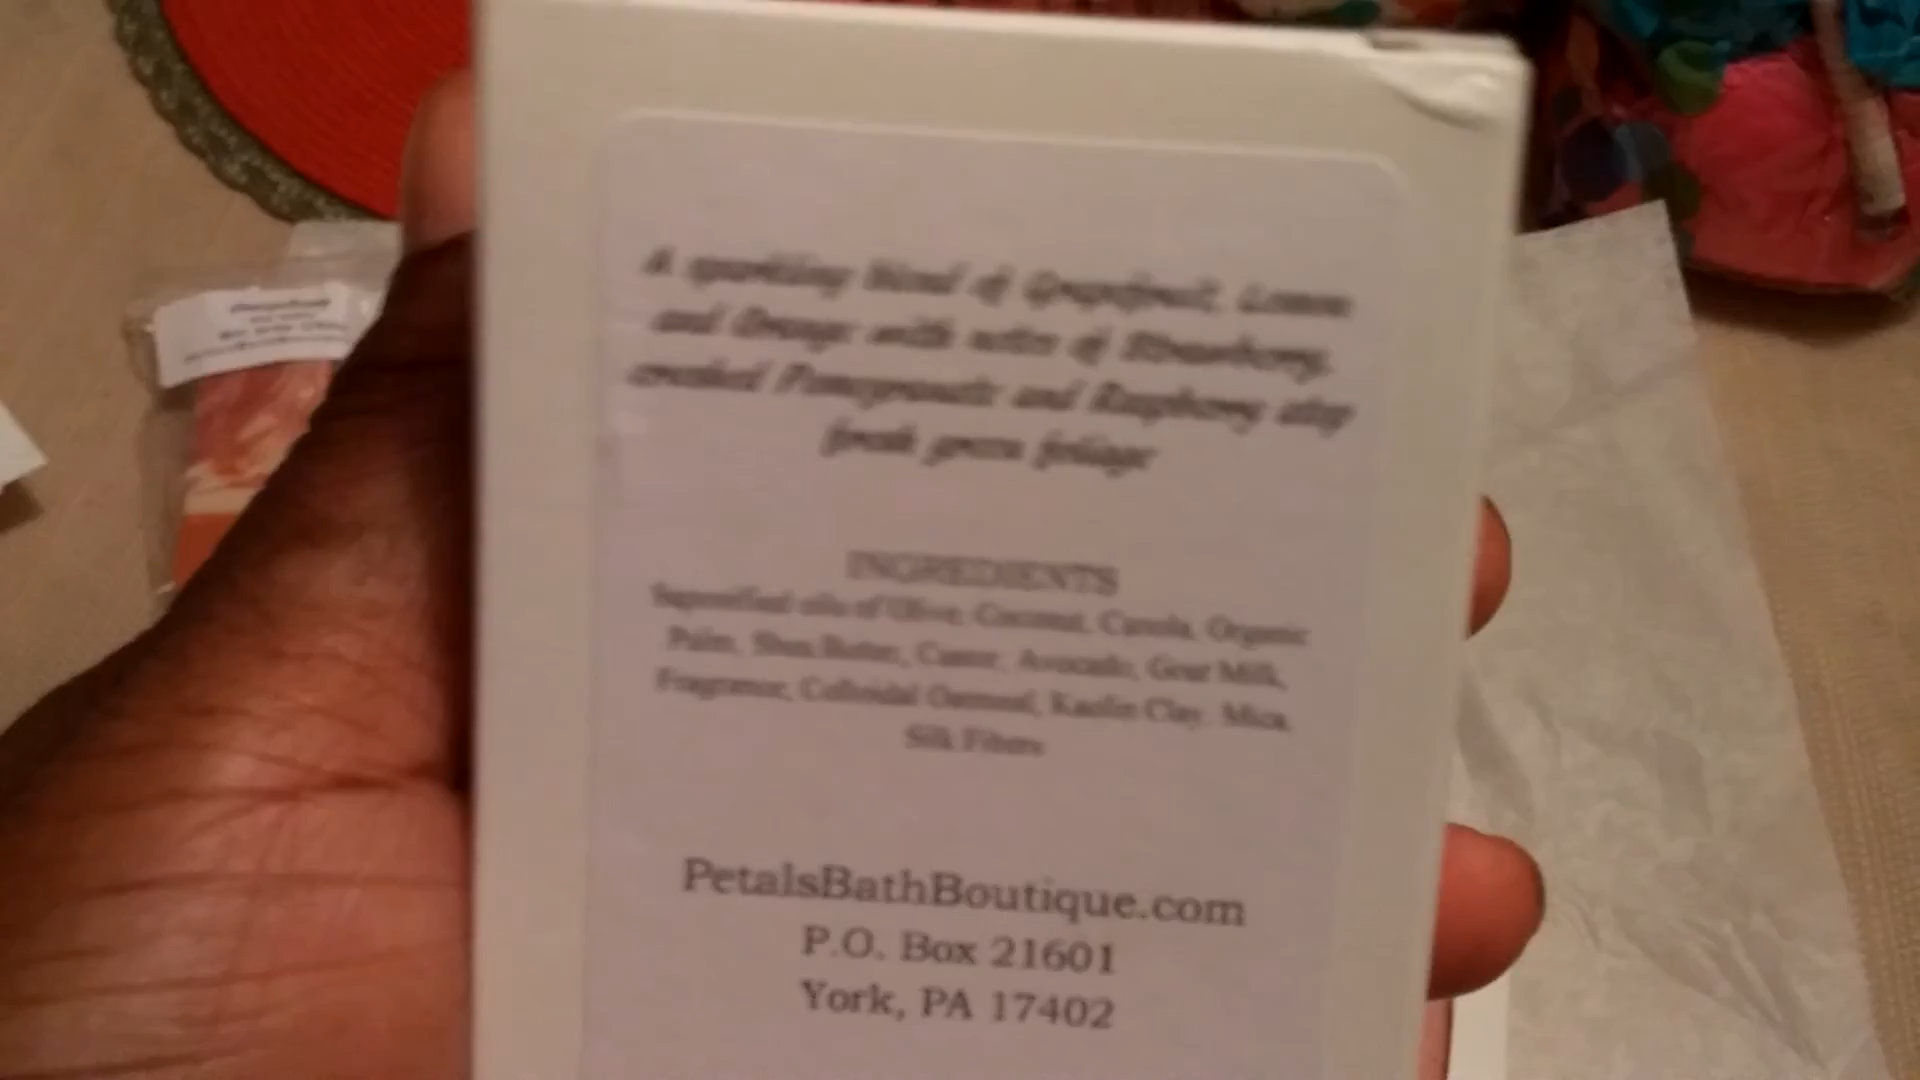 A sparkling blend of Grapefruit, Lemon
and Orange with notes of Strawberry,
crushed Pomegranate and Raspberry atop
fresh green foliage
INGREDIENTS
Saponified oils of Olive, Coconut, Canola, Organic
Palm, Shea Butter, Castor, Avocado, Goat Milk,
Fragrance, Colloidal Oatmeal, Kaolin Clay, Mica,
Silk Fibers
PetalsBathBoutique.com
P.O. Box 21601
York, PA 17402